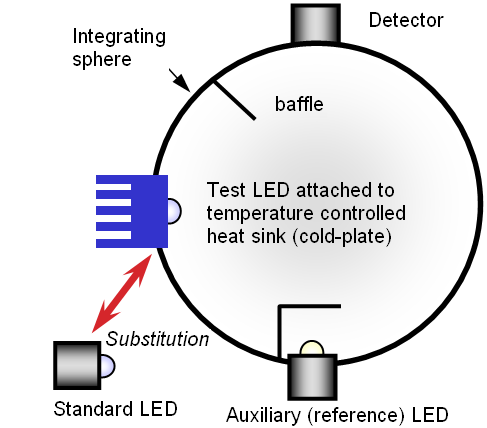 Detector
Integrating
sphere
baffle
Test LED attached to
temperature controlled
heat sink (cold-plate)
Substitution
Standard LED
Auxiliary (reference) LED